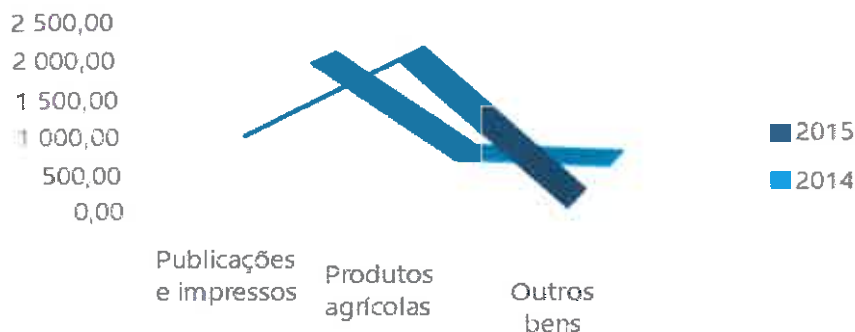 2 500,00
2 000,00
1 500,00
1 000,00
500,00
0,00
2015
2014
Publicações
e impressos
Produtos
agrícolas
Outros
bens